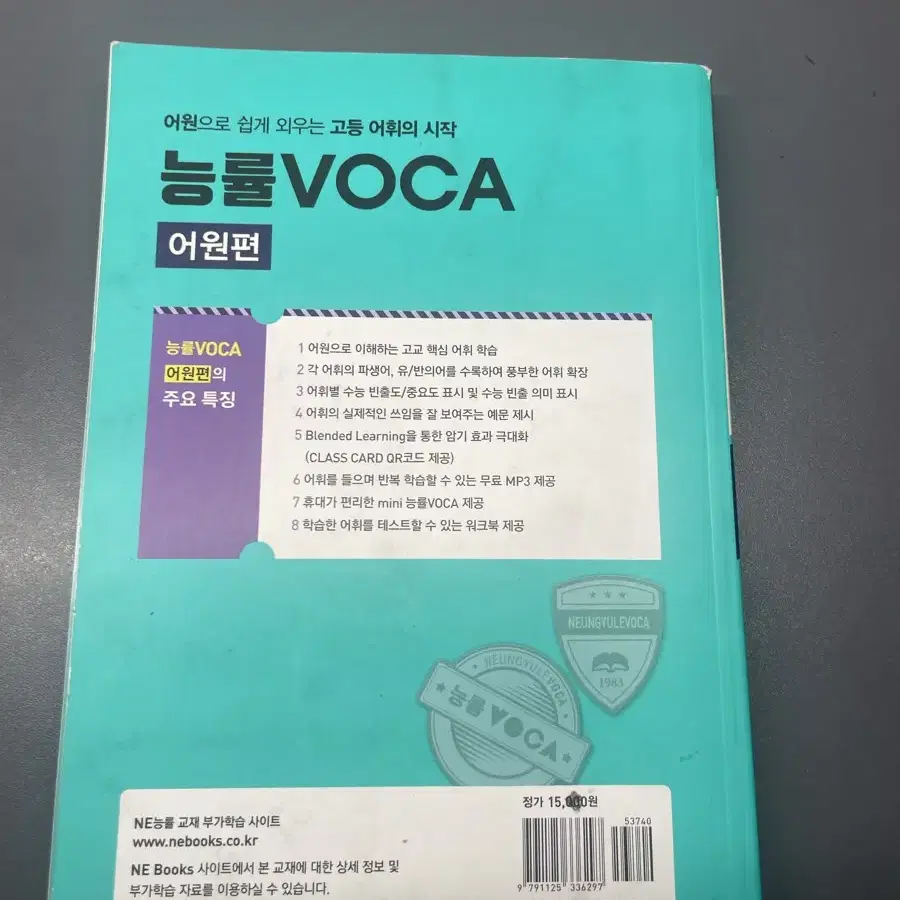 어원으로 쉽게 외우는 고등 어휘의 시작
능률VOCA
어원편
능률VOCA
어원편의
주요 특징
1 어원으로 이해하는 고교 핵심 어휘 학습
2 각 어휘의 파생어, 유/반의어를 수록하여 풍부한 어휘 확장
3 어휘별 수능 빈출도/중요도 표시 및 수능 빈출 의미 표시
4 어휘의 실제적인 쓰임을 잘 보여주는 예문 제시
5 Blended Learning을 통한 암기 효과 극대화
(CLASS CARD QR코드 제공)
6 어휘를 들으며 반복 학습할 수 있는 무료 MP3 제공
7 휴대가 편리한 mini 능률VOCA 제공
8 학습한 어휘를 테스트할 수 있는 워크북 제공
NEUNGYULEVOCA
1983
NEUNGYULEVOCA
능률 VOCA
정가 15,000원
53740
9 791125 336297
NE능률 교재 부가학습 사이트
www.nebooks.co.kr
NE Books 사이트에서 본 교재에 대한 상세 정보 및
부가학습 자료를 이용하실 수 있습니다.